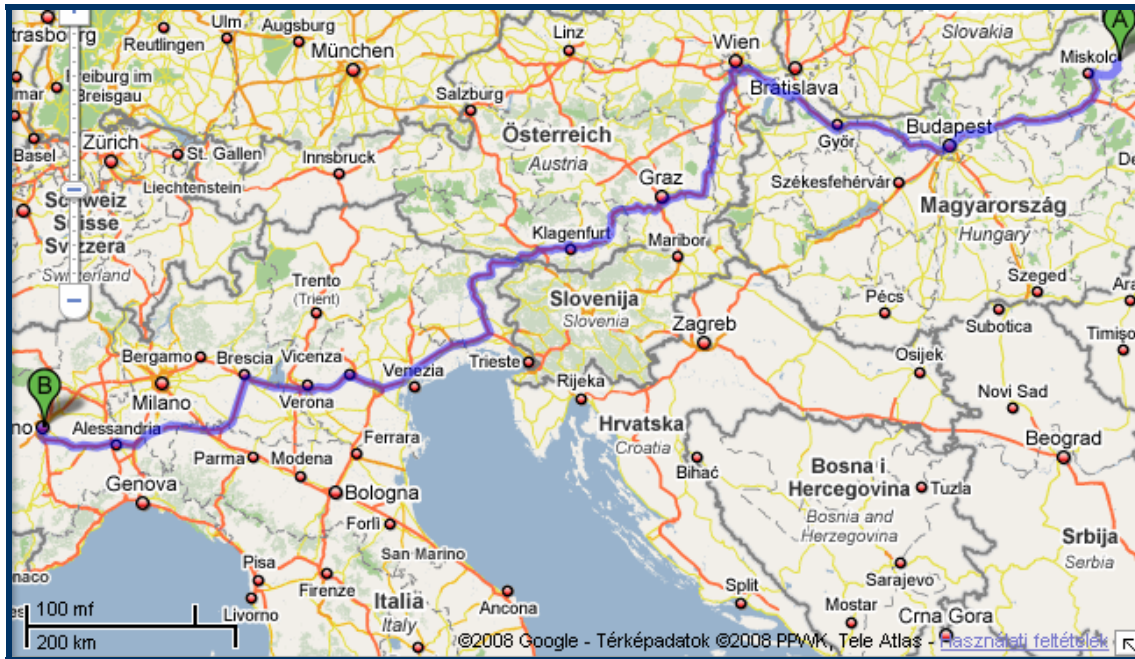 Ulm
Augsburg
Linz
Wien
Slovakia
A
Reutlingen
München
Miskolc
Bratislava
Salzburg
Győr
Budapest
Zürich
Österreich
Austria
Basel
St. Gallen
Innsbruck
Liechtenstein
Graz
Székesfehérvár
Suisse
Magyarország
Hungary
Klagenfurt
Maribor
Szeged
Trento
(Trient)
Slovenija
Slovenia
Pécs
Subotica
Zagreb
Bergamo
Brescia
Vicenza
Trieste
Osijek
B
Milano
Verona
Venezia
Rijeka
Novi Sad
Alessandria
Hrvatska
Croatia
Ferrara
Beograd
Parma
Modena
Bihać
Bosna i
Hercegovina
Tuzla
Genova
Bologna
Bosnia and
Herzegovina
Forlì
Srbija
Serbia
San Marino
Pisa
Firenze
Sarajevo
Livorno
Italia
Italy
Ancona
Split
Mostar
Crna Gora
100 mf
200 km
©2008 Google - Térképadatok ©2008 PPWK, Tele Atlas - Használati feltételek